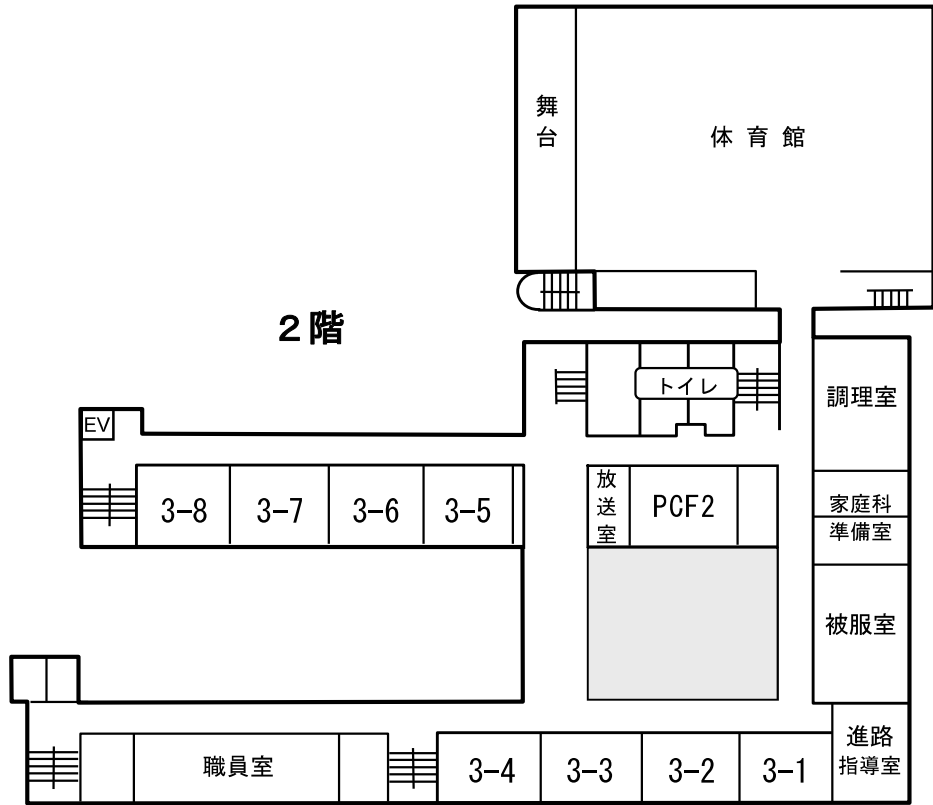 舞台
体育館
2階
トイレ
調理室
EV
3-8
3-7
3-6
3-5
放送室
PCF2
家庭科
準備室
被服室
職員室
3-4
3-3
3-2
3-1
進路
指導室